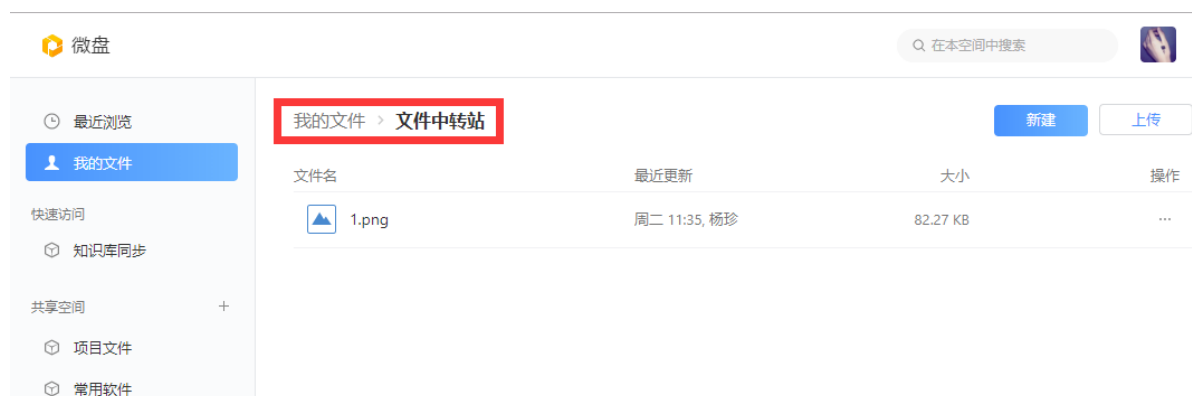 微盘
在本空间中搜索
最近浏览
我的文件
快速访问
知识库同步
共享空间 +
项目文件
常用软件
我的文件 > 文件中转站
新建 上传
文件名 最近更新 大小 操作
1.png 周二 11:35, 杨珍 82.27 KB ...